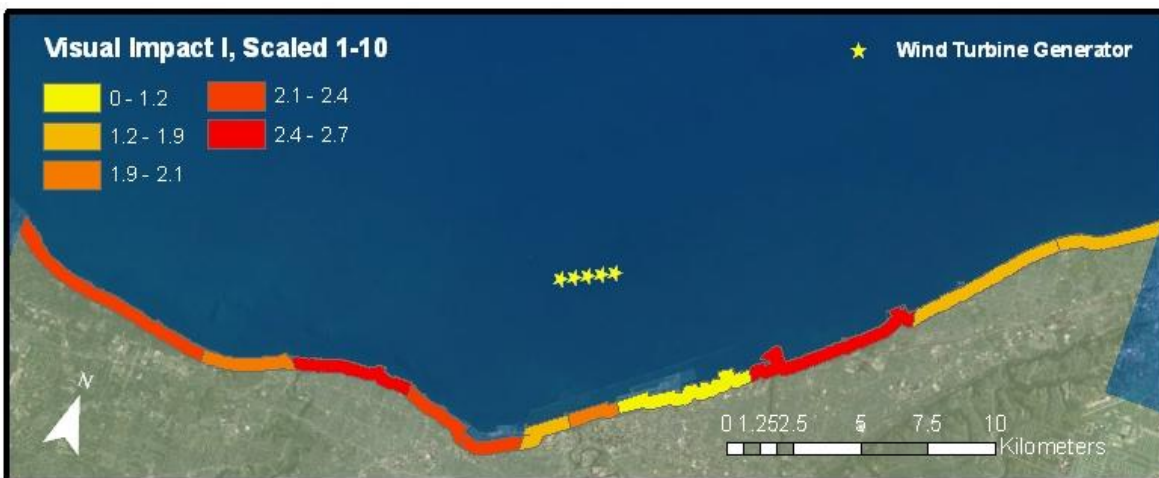 Visual Impact I, Scaled 1-10
Wind Turbine Generator
0 - 1.2
2.1 - 2.4
1.2 - 1.9
2.4 - 2.7
1.9 - 2.1
N
0 1.252.5 5 7.5 10
Kilometers